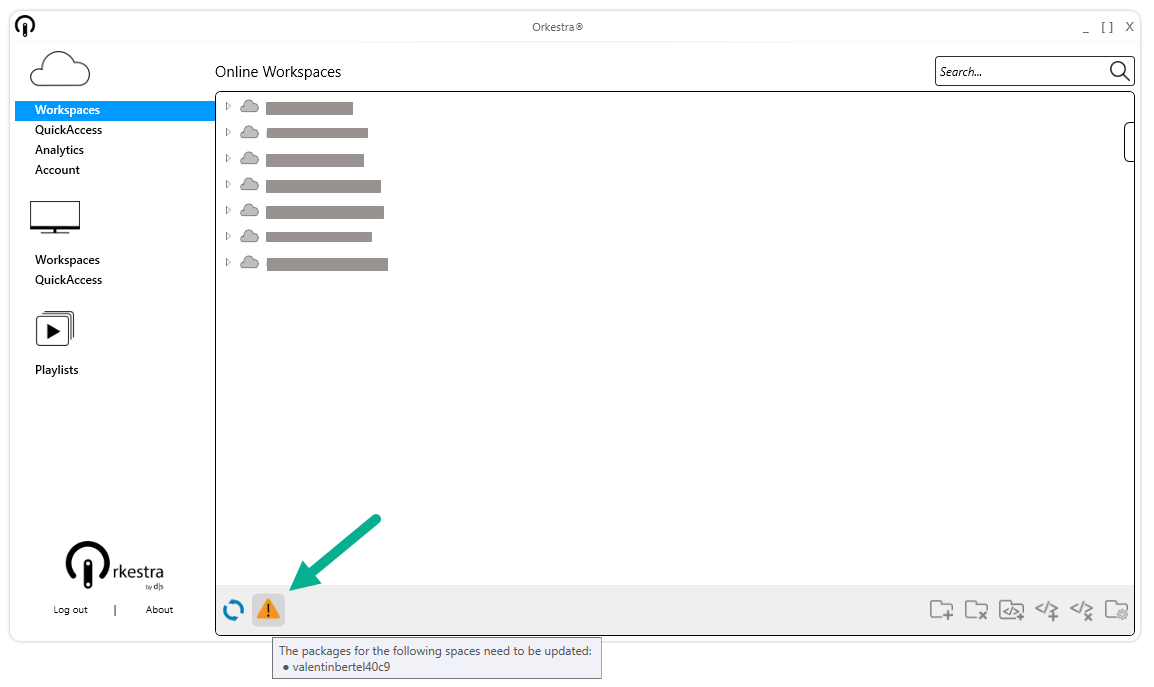 Orkestra®
_ [ ] X
Online Workspaces
Search...
Workspaces
QuickAccess
Analytics
Account
Workspaces
QuickAccess
Playlists
rkestra
by d|s
Log out | About
The packages for the following spaces need to be updated:
• valentinbertel40c9